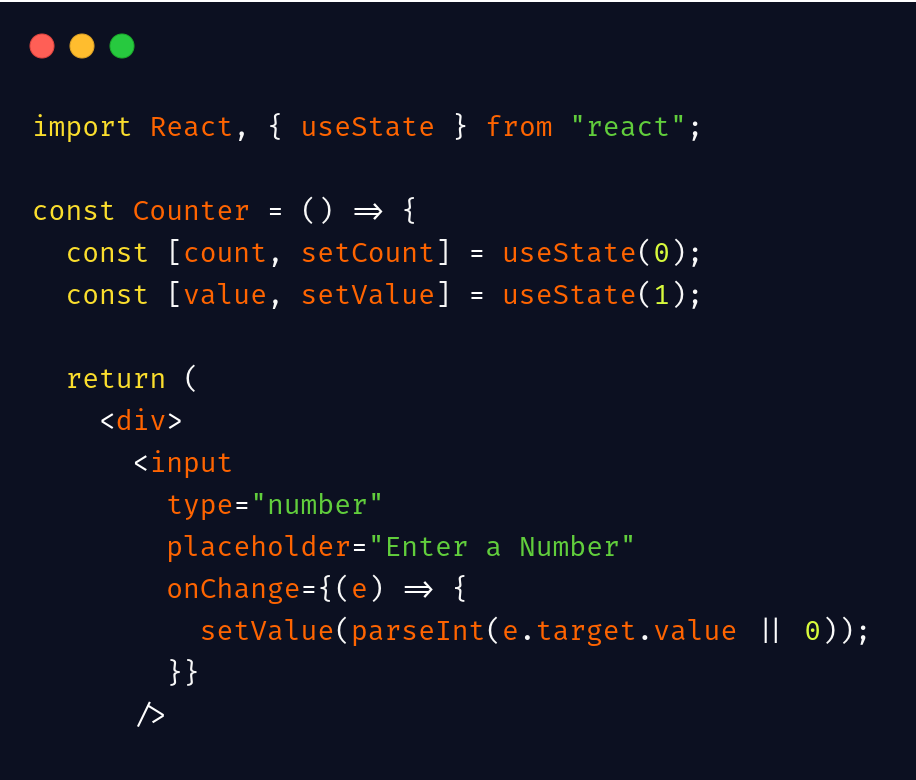 import React, { useState } from "react";
const Counter = () => {
  const [count, setCount] = useState(0);
  const [value, setValue] = useState(1);
  return (
    <div>
      <input
        type="number"
        placeholder="Enter a Number"
        onChange={(e) => {
          setValue(parseInt(e.target.value || 0));
        }}
      />